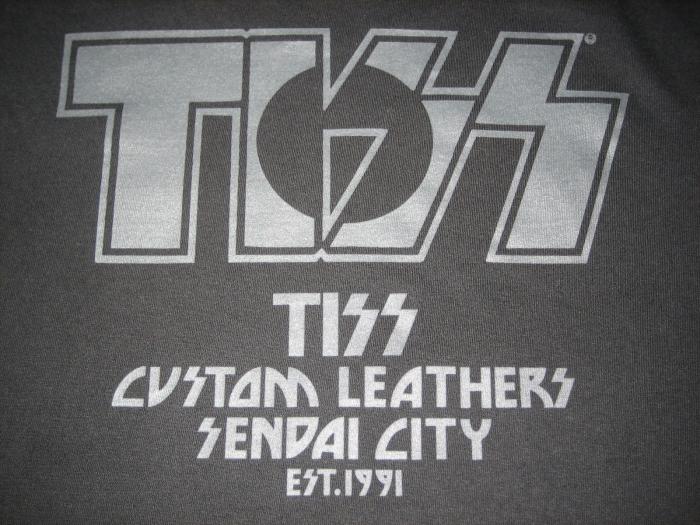 TISS®
TISS
CUSTOM LEATHERS
SENDAI CITY
EST.1991